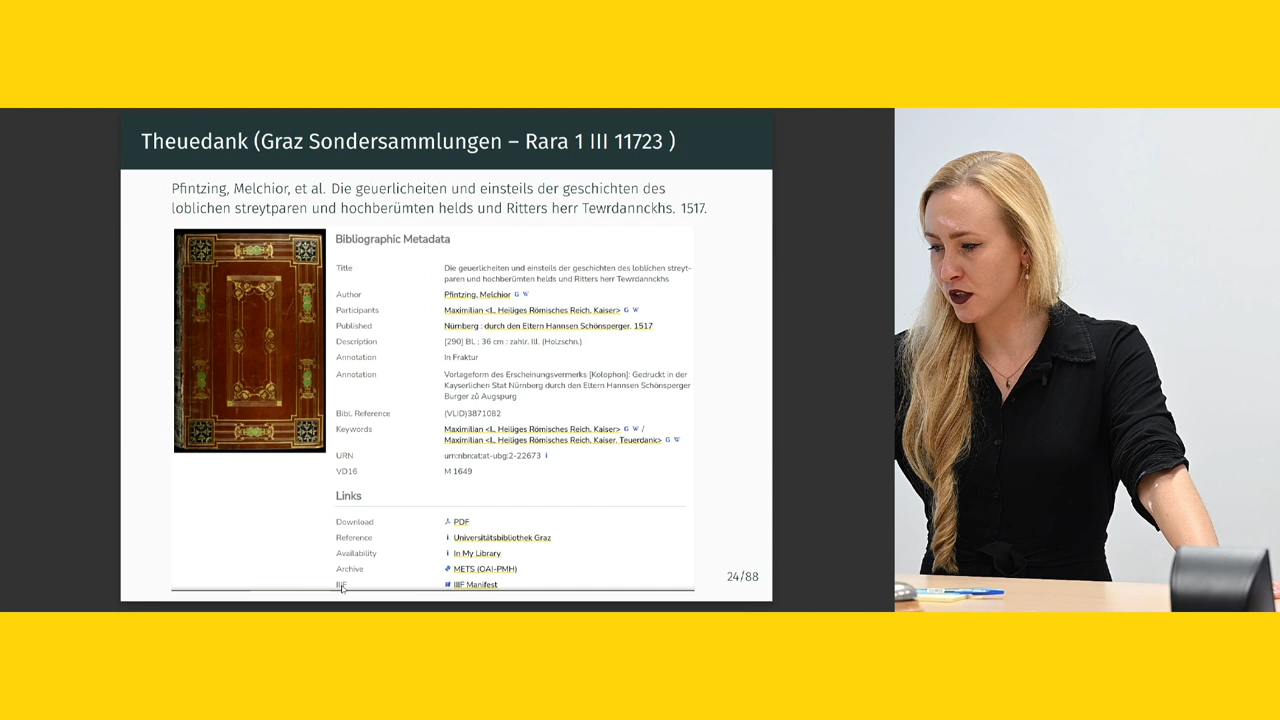 Theuedank (Graz Sondersammlungen – Rara 1 III 11723 )
Pfintzing, Melchior, et al. Die geuerlicheiten und einsteils der geschichten des
loblichen streytparen und hochberümten helds und Ritters herr Tewrdannckhs. 1517.
Bibliographic Metadata
Title Die geuerlicheiten und einsteils der geschichten des loblichen streyt-
paren und hochberümten helds und Ritters herr Tewrdannckhs
Author Pfintzing, Melchior G W
Participants Maximilian <I., Heiliges Römisches Reich, Kaiser> G W
Published Nürnberg : durch den Eltern Hannsen Schönsperger, 1517
Description [290] Bl. ; 36 cm : zahlr. Ill. (Holzschn.)
Annotation In Fraktur
Annotation Vorlageform des Erscheinungsvermerks [Kolophon]: Gedruckt in der
Kayserlichen Stat Nürnberg durch den Eltern Hannsen Schönsperger
Burger zů Augspurg
Bibl. Reference (VLID)3871082
Keywords Maximilian <I., Heiliges Römisches Reich, Kaiser> G W /
Maximilian <I., Heiliges Römisches Reich, Kaiser, Teuerdank> G W
URN urn:nbn:at:at-ubg:2-22673 i
VD16 M 1649
Links
Download PDF
Reference i Universitätsbibliothek Graz
Availability i In My Library
Archive METS (OAI-PMH)
IIIF IIIF Manifest
24/88